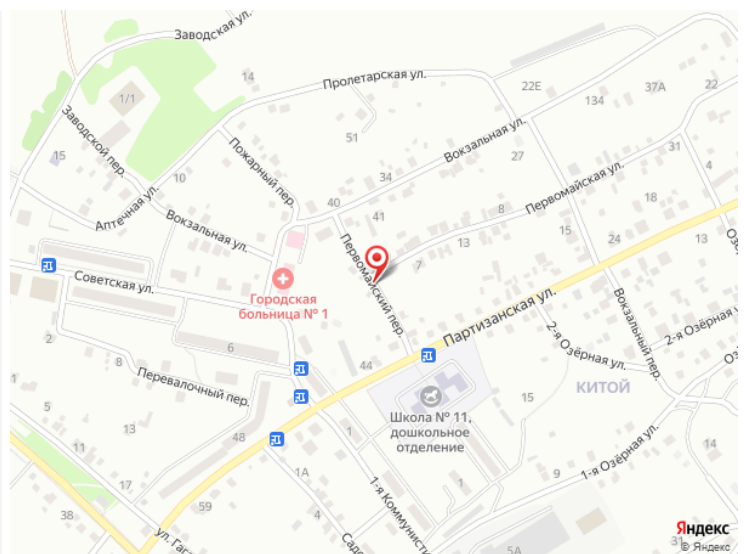 Заводская ул.
14
Пролетарская ул.
22Е
37А
22
1/1
134
Заводской пер.
51
Вокзальная ул.
15
Пожарный пер.
27
31
4
10
34
Первомайская ул.
Аптечная ул.
40
41
8
18
Вокзальная ул.
15
24
13
13
7
Первомайский пер.
Советская ул.
Городская
больница № 1
Партизанская ул.
Вокзальный пер.
2-я Озёрная ул.
2-я Озёрная
2
8
6
44
Перевалочный пер.
КИТОЙ
1
5
13
15
Школа № 11,
дошкольное
отделение
11
48
1
1-я Озёрная ул.
14
17
1А
9
1
59
38
4
5А
Яндекс
© Яндекс